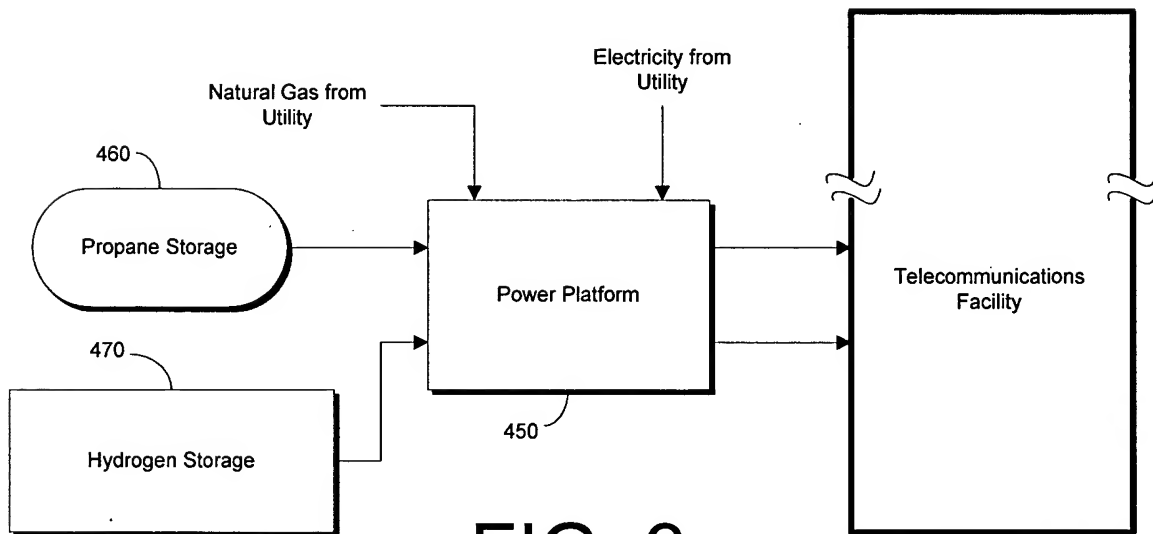 Electricity from
Utility
Natural Gas from
Utility
460
Propane Storage
Power Platform
Telecommunications
Facility
470
450
Hydrogen Storage